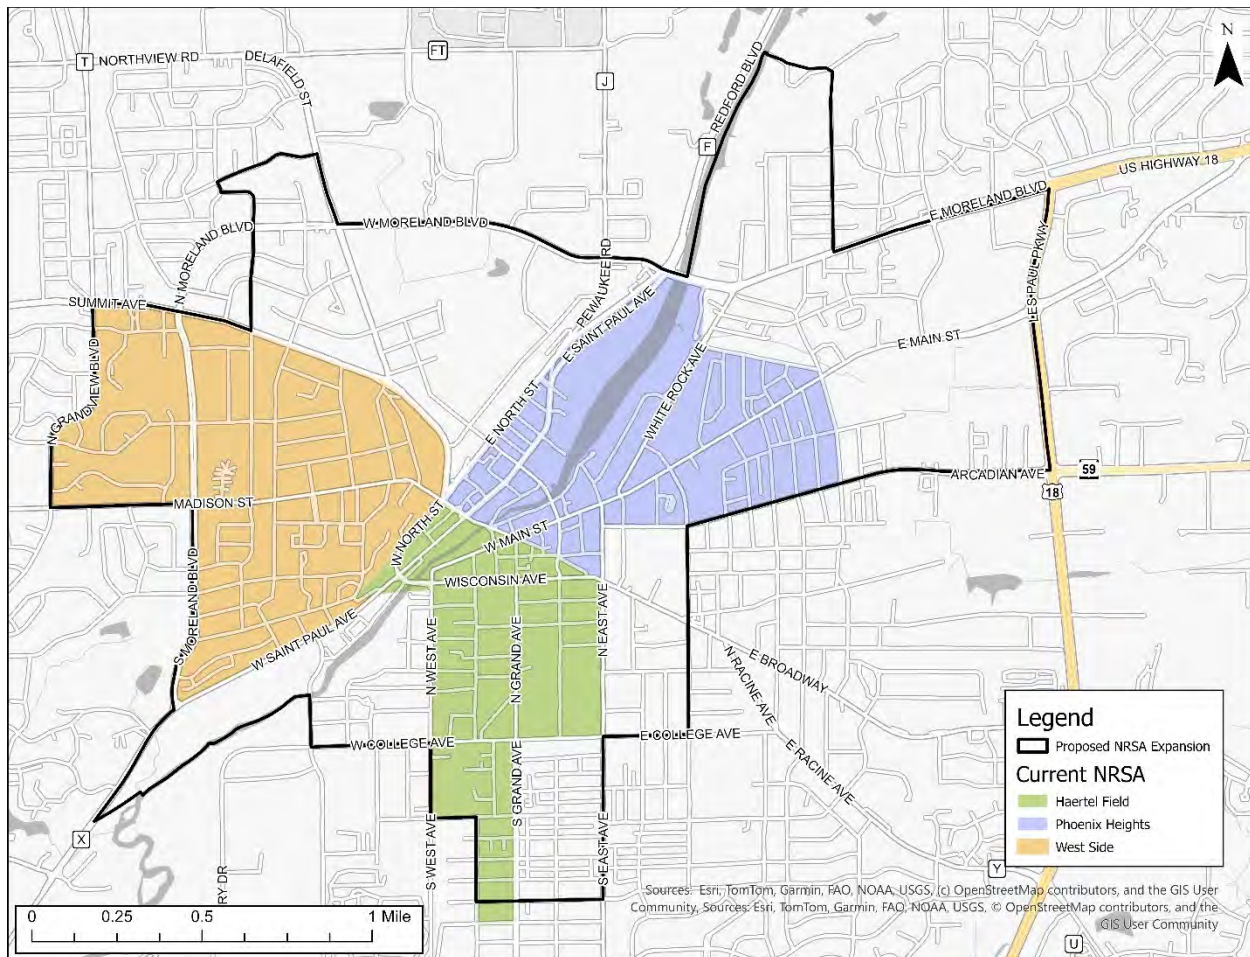 FT
N
T
NORTHVIEW RD
DELAFIELD ST
J
REDFORD BLVD
F
US HIGHWAY 18
E MORELAND BLVD
W MORELAND BLVD
N MORELAND BLVD
PEWAUKEE RD
LES PAUL PKWY
SUMMIT AVE
E SAINT PAUL AVE
E MAIN ST
N GRANDVIEW BLVD
E NORTH ST
WHITE ROCK AVE
ARCADIAN AVE
59
18
MADISON ST
W NORTH ST
W MAIN ST
WISCONSIN AVE
S MORELAND BLVD
W SAINT PAUL AVE
N WEST AVE
N GRAND AVE
N EAST AVE
N RACINE AVE
E BROADWAY
W COLLEGE AVE
E COLLEGE AVE
E RACINE AVE
S GRAND AVE
S WEST AVE
S EAST AVE
X
RY DR
Y
U
Legend
Proposed NRSA Expansion
Current NRSA
Haertel Field
Phoenix Heights
West Side
Sources: Esri, TomTom, Garmin, FAO, NOAA, USGS, (c) OpenStreetMap contributors, and the GIS User
Community, Sources: Esri, TomTom, Garmin, FAO, NOAA, USGS, © OpenStreetMap contributors, and the
GIS User Community
0 0.25 0.5 1 Mile